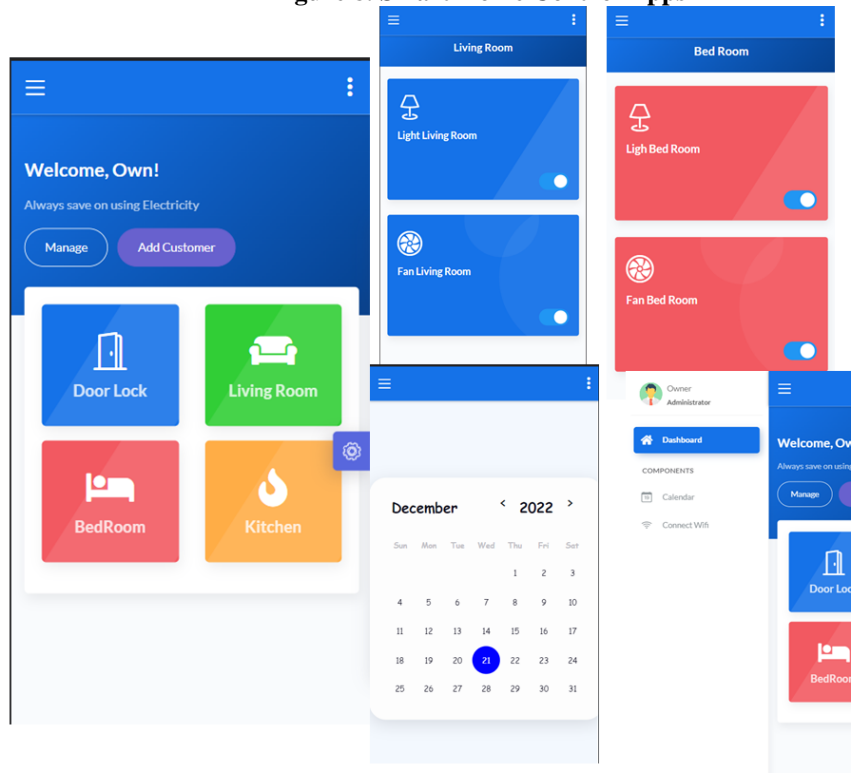 Welcome, Own!
Always save on using Electricity
Manage
Add Customer
Door Lock
Living Room
BedRoom
Kitchen
Living Room
Light Living Room
Fan Living Room
Bed Room
Ligh Bed Room
Fan Bed Room
December
< 2022 >
Sun Mon Tue Wed Thu Fri Sat
1 2 3
4 5 6 7 8 9 10
11 12 13 14 15 16 17
18 19 20 21 22 23 24
25 26 27 28 29 30 31
Owner
Administrator
Dashboard
COMPONENTS
Calendar
Connect Wifi
Welcome, Ow
Always save on using
Manage
Door Loc
BedRoom